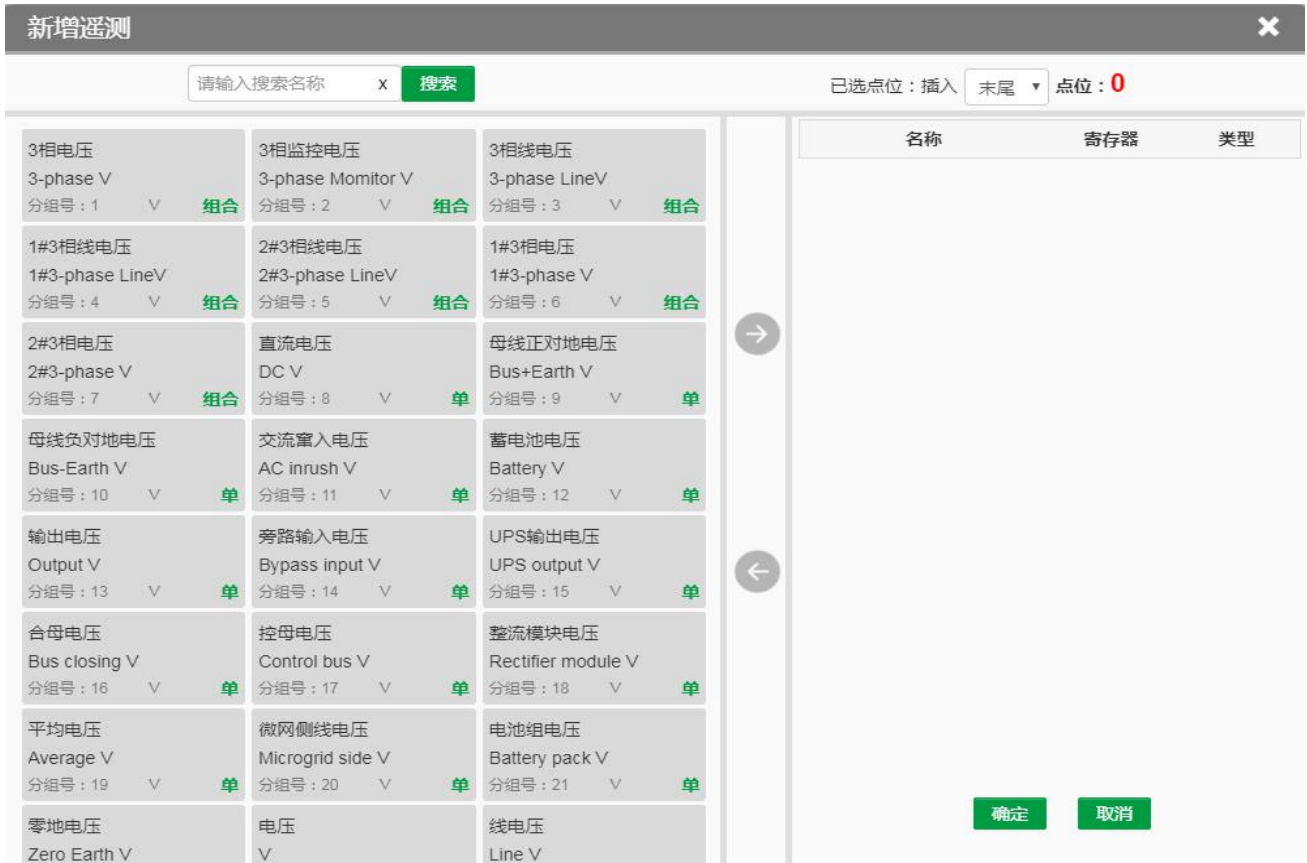 新增遥测 ✖
请输入搜索名称 x 搜索 已选点位：插入 末尾 ▼ 点位：0
名称 寄存器 类型
3相电压
3-phase V
分组号：1 V 组合
3相监控电压
3-phase Momitor V
分组号：2 V 组合
3相线电压
3-phase LineV
分组号：3 V 组合
1#3相线电压
1#3-phase LineV
分组号：4 V 组合
2#3相线电压
2#3-phase LineV
分组号：5 V 组合
1#3相电压
1#3-phase V
分组号：6 V 组合
2#3相电压
2#3-phase V
分组号：7 V 组合
直流电压
DC V
分组号：8 V 单
母线正对地电压
Bus+Earth V
分组号：9 V 单
母线负对地电压
Bus-Earth V
分组号：10 V 单
交流窜入电压
AC inrush V
分组号：11 V 单
蓄电池电压
Battery V
分组号：12 V 单
输出电压
Output V
分组号：13 V 单
旁路输入电压
Bypass input V
分组号：14 V 单
UPS输出电压
UPS output V
分组号：15 V 单
合母电压
Bus closing V
分组号：16 V 单
控母电压
Control bus V
分组号：17 V 单
整流模块电压
Rectifier module V
分组号：18 V 单
平均电压
Average V
分组号：19 V 单
微网侧线电压
Microgrid side V
分组号：20 V 单
电池组电压
Battery pack V
分组号：21 V 单
零地电压
Zero Earth V
电压
V
线电压
Line V
确定 取消